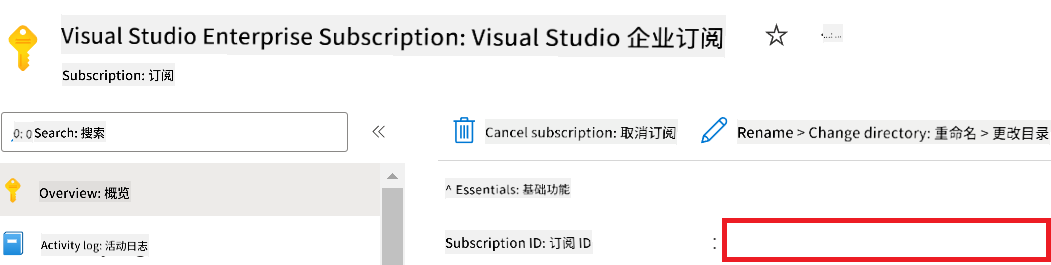 Visual Studio Enterprise Subscription: Visual Studio 企业订阅
Subscription: 订阅
Search: 搜索
Cancel subscription: 取消订阅
Rename > Change directory: 重命名 > 更改目录
Overview: 概览
^ Essentials: 基础功能
Activity log: 活动日志
Subscription ID: 订阅 ID :